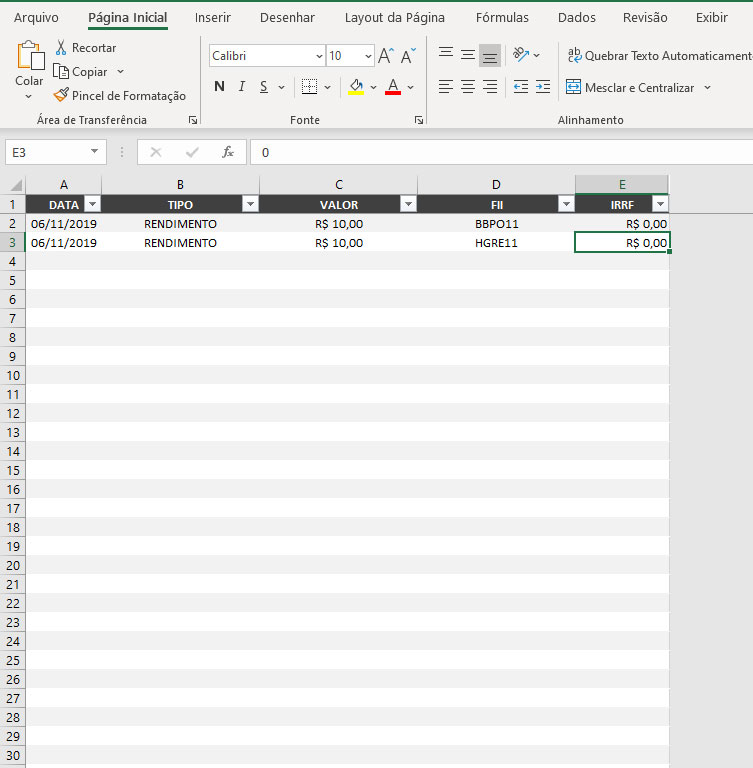 Arquivo Página Inicial Inserir Desenhar Layout da Página Fórmulas Dados Revisão Exibir
Colar
Recortar
Copiar
Pincel de Formatação
Área de Transferência
Calibri 10 A A
N I S A
Fonte
ab Quebrar Texto Automaticament
Mesclar e Centralizar
Alinhamento
E3 fx 0
A B C D E
1 DATA TIPO VALOR FII IRRF
2 06/11/2019 RENDIMENTO R$ 10,00 BBPO11 R$ 0,00
3 06/11/2019 RENDIMENTO R$ 10,00 HGRE11 R$ 0,00
4
5
6
7
8
9
10
11
12
13
14
15
16
17
18
19
20
21
22
23
24
25
26
27
28
29
30